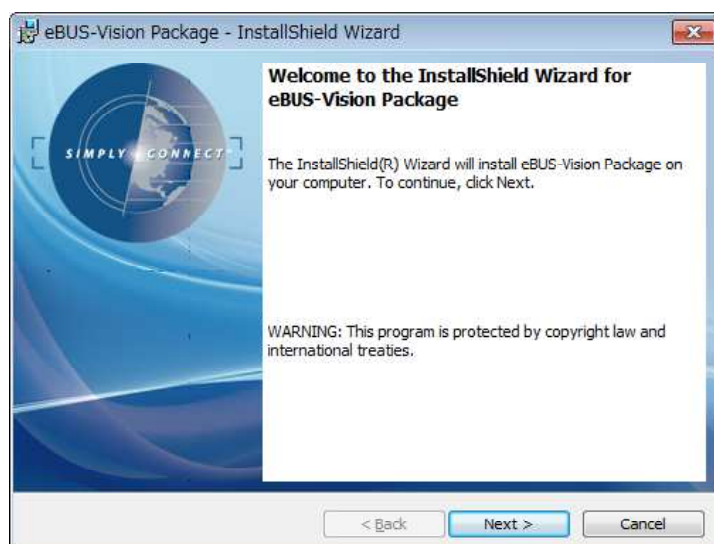 eBUS-Vision Package - InstallShield Wizard
SIMPLY CONNECT™
Welcome to the InstallShield Wizard for
eBUS-Vision Package
The InstallShield(R) Wizard will install eBUS-Vision Package on
your computer. To continue, click Next.
WARNING: This program is protected by copyright law and
international treaties.
< Back
Next >
Cancel